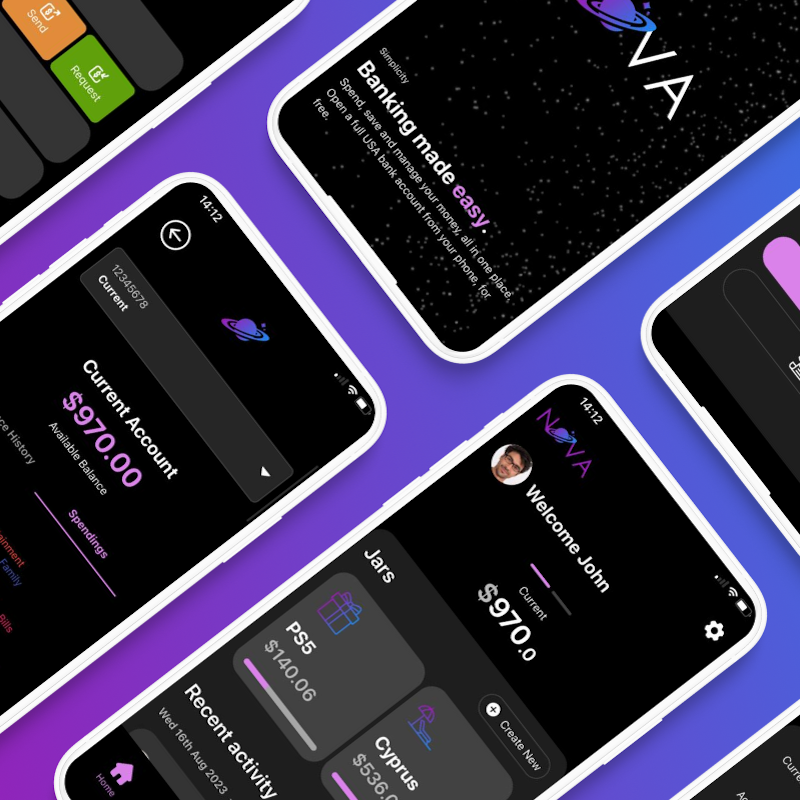 Send
Request
NOVA
Simplicity
Banking made easy.
Spend, save and manage your money, all in one place.
Open a full USA bank account from your phone, for
free.
14:12
12345678
Current
Current Account
$970.00
Available Balance
History
Spendings
Family
Bills
14:12
NOVA
Welcome John
Current
$970.0
Jars
Create New
PS5
$140.06
Cyprus
$536.0
Recent activity
Wed 16th Aug 2023
Home